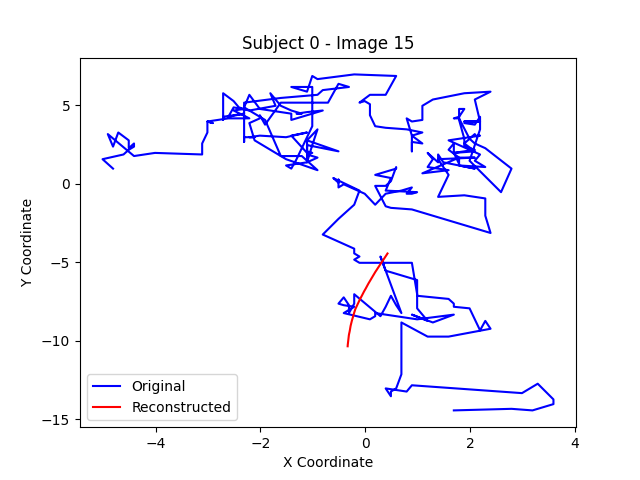 Subject 0 - Image 15
Y Coordinate
5
0
−5
−10
−15
−4
−2
0
2
4
X Coordinate
Original
Reconstructed